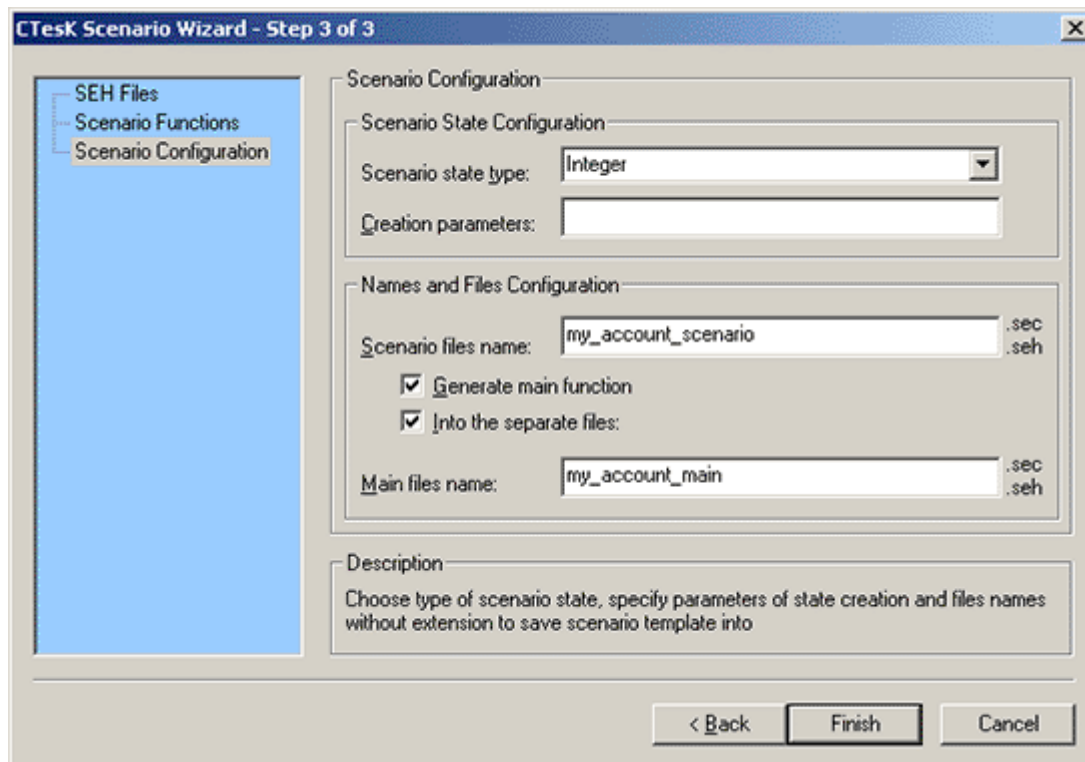 CTesK Scenario Wizard - Step 3 of 3
SEH Files
Scenario Functions
Scenario Configuration
Scenario Configuration
Scenario State Configuration
Scenario state type:
Integer
Creation parameters:
Names and Files Configuration
Scenario files name:
my_account_scenario
.sec
.seh
Generate main function
Into the separate files:
Main files name:
my_account_main
.sec
.seh
Description
Choose type of scenario state, specify parameters of state creation and files names
without extension to save scenario template into
< Back
Finish
Cancel